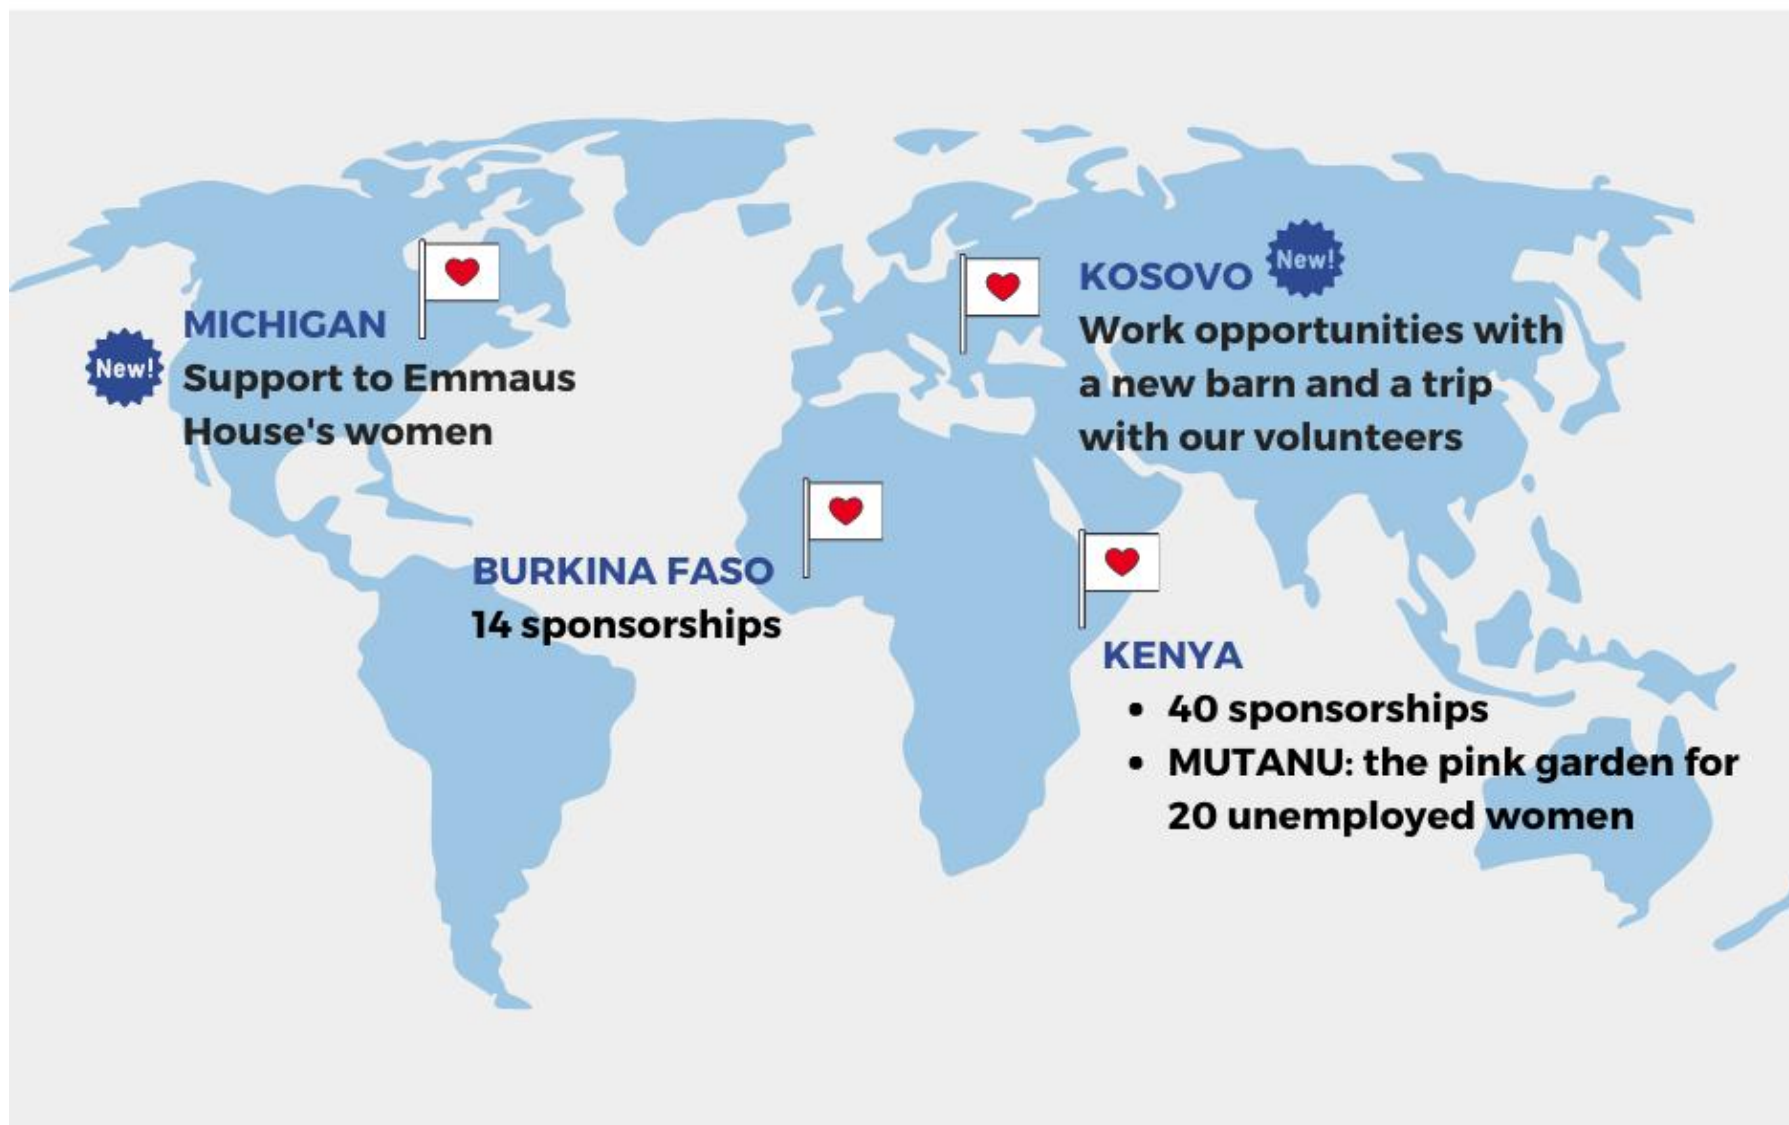 MICHIGAN
New!
Support to Emmaus
House's women
KOSOVO
New!
Work opportunities with
a new barn and a trip
with our volunteers
BURKINA FASO
14 sponsorships
KENYA
• 40 sponsorships
• MUTANU: the pink garden for
20 unemployed women